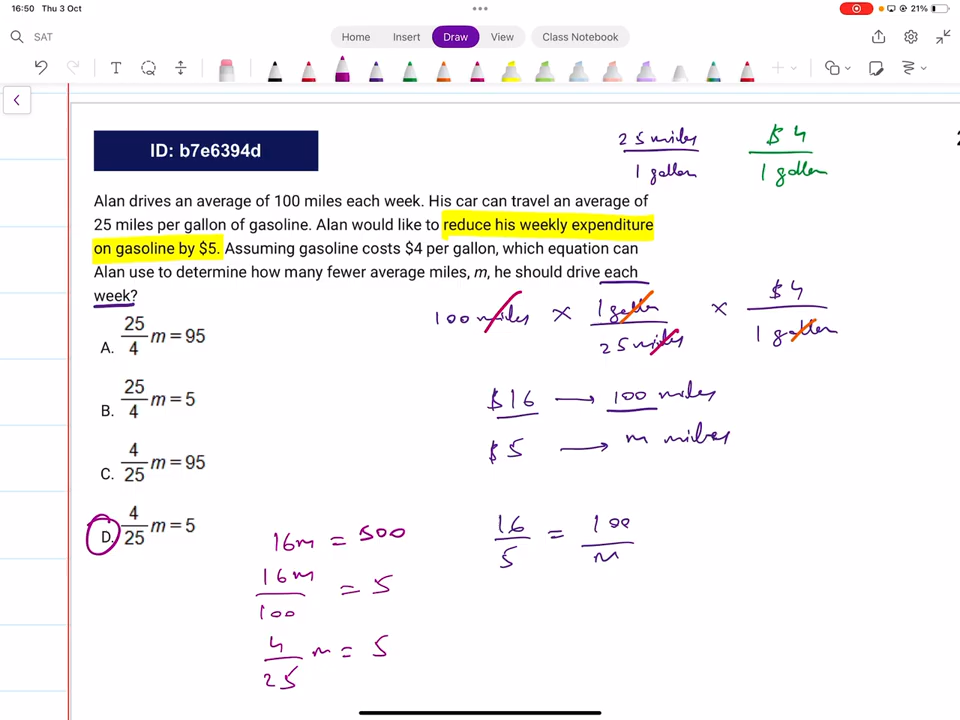 16:50 Thu 3 Oct
21%
SAT
Home Insert Draw View Class Notebook
ID: b7e6394d
25 miles / 1 gallon
$4 / 1 gallon
Alan drives an average of 100 miles each week. His car can travel an average of
25 miles per gallon of gasoline. Alan would like to reduce his weekly expenditure
on gasoline by $5. Assuming gasoline costs $4 per gallon, which equation can
Alan use to determine how many fewer average miles, m, he should drive each
week?
A. 25/4 m = 95
B. 25/4 m = 5
C. 4/25 m = 95
D. 4/25 m = 5
100 miles × 1 gallon / 25 miles × $4 / 1 gallon
$16 → 100 miles
$5 → m miles
16/5 = 100/m
16m = 500
16m/100 = 5
4/25 m = 5